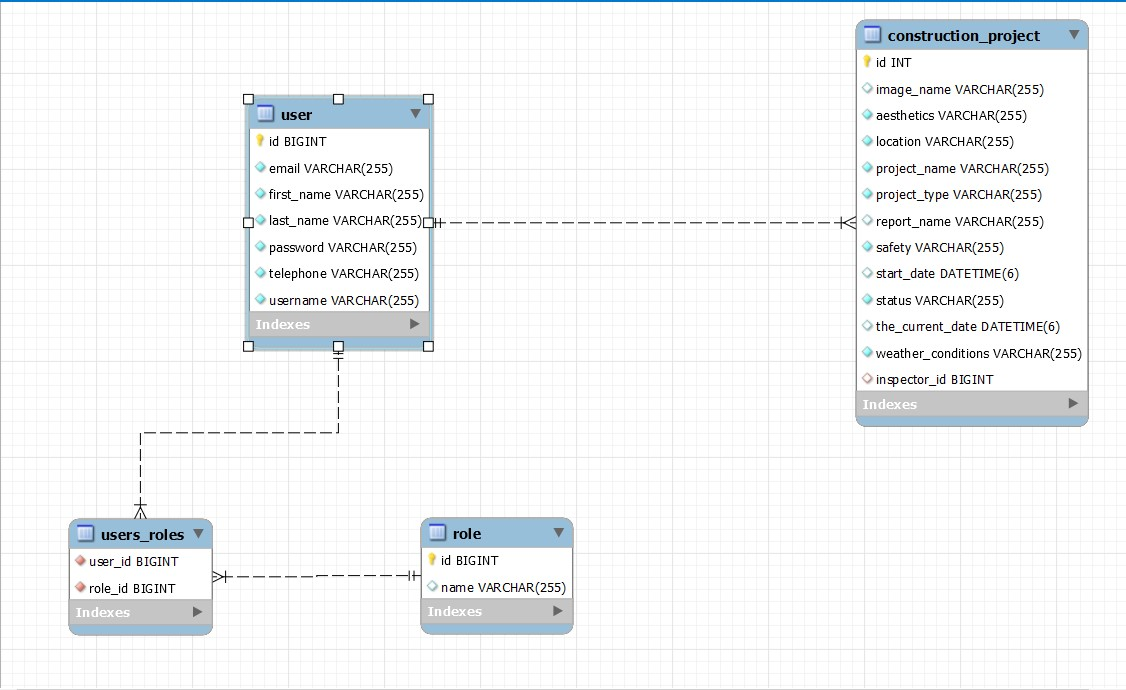 construction_project
id INT
image_name VARCHAR(255)
aesthetics VARCHAR(255)
location VARCHAR(255)
project_name VARCHAR(255)
project_type VARCHAR(255)
report_name VARCHAR(255)
safety VARCHAR(255)
start_date DATETIME(6)
status VARCHAR(255)
the_current_date DATETIME(6)
weather_conditions VARCHAR(255)
inspector_id BIGINT
Indexes
user
id BIGINT
email VARCHAR(255)
first_name VARCHAR(255)
last_name VARCHAR(255)
password VARCHAR(255)
telephone VARCHAR(255)
username VARCHAR(255)
Indexes
users_roles
user_id BIGINT
role_id BIGINT
Indexes
role
id BIGINT
name VARCHAR(255)
Indexes